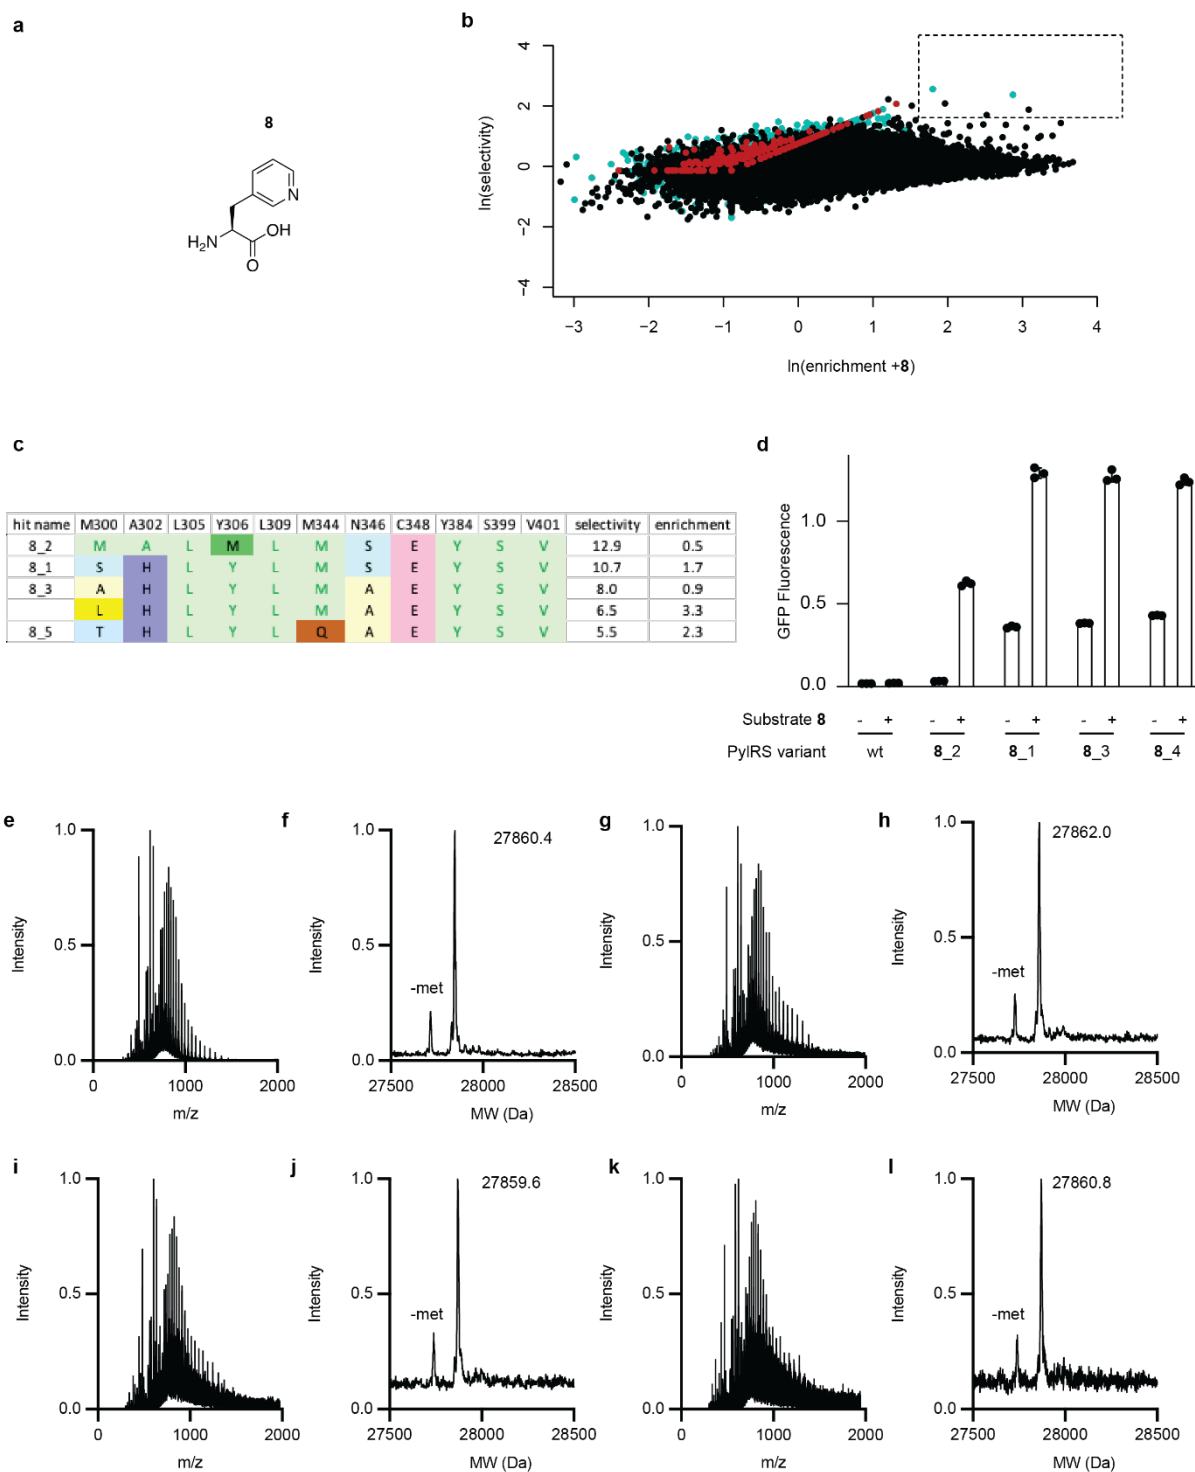 a
8
N
H₂N
OH
O
b
ln(selectivity)
4
2
0
−2
−4
−3 −2 −1 0 1 2 3 4
ln(enrichment +8)
c
hit name M300 A302 L305 Y306 L309 M344 N346 C348 Y384 S399 V401 selectivity enrichment
8_2 M A L M L M S E Y S V 12.9 0.5
8_1 S H L Y L M S E Y S V 10.7 1.7
8_3 A H L Y L M A E Y S V 8.0 0.9
L H L Y L M A E Y S V 6.5 3.3
8_5 T H L Y L Q A E Y S V 5.5 2.3
d
GFP Fluorescence
1.0
0.5
0.0
Substrate 8 - + - + - + - + - +
PylRS variant wt 8_2 8_1 8_3 8_4
e
Intensity
1.0
0.5
0.0
0 1000 2000
m/z
f
Intensity
1.0
0.5
0.0
27860.4
-met
27500 28000 28500
MW (Da)
g
Intensity
1.0
0.5
0.0
0 1000 2000
m/z
h
Intensity
1.0
0.5
0.0
27862.0
-met
27500 28000 28500
MW (Da)
i
Intensity
1.0
0.5
0.0
0 1000 2000
m/z
j
Intensity
1.0
0.5
0.0
27859.6
-met
27500 28000 28500
MW (Da)
k
Intensity
1.0
0.5
0.0
0 1000 2000
m/z
l
Intensity
1.0
0.5
0.0
27860.8
-met
27500 28000 28500
MW (Da)